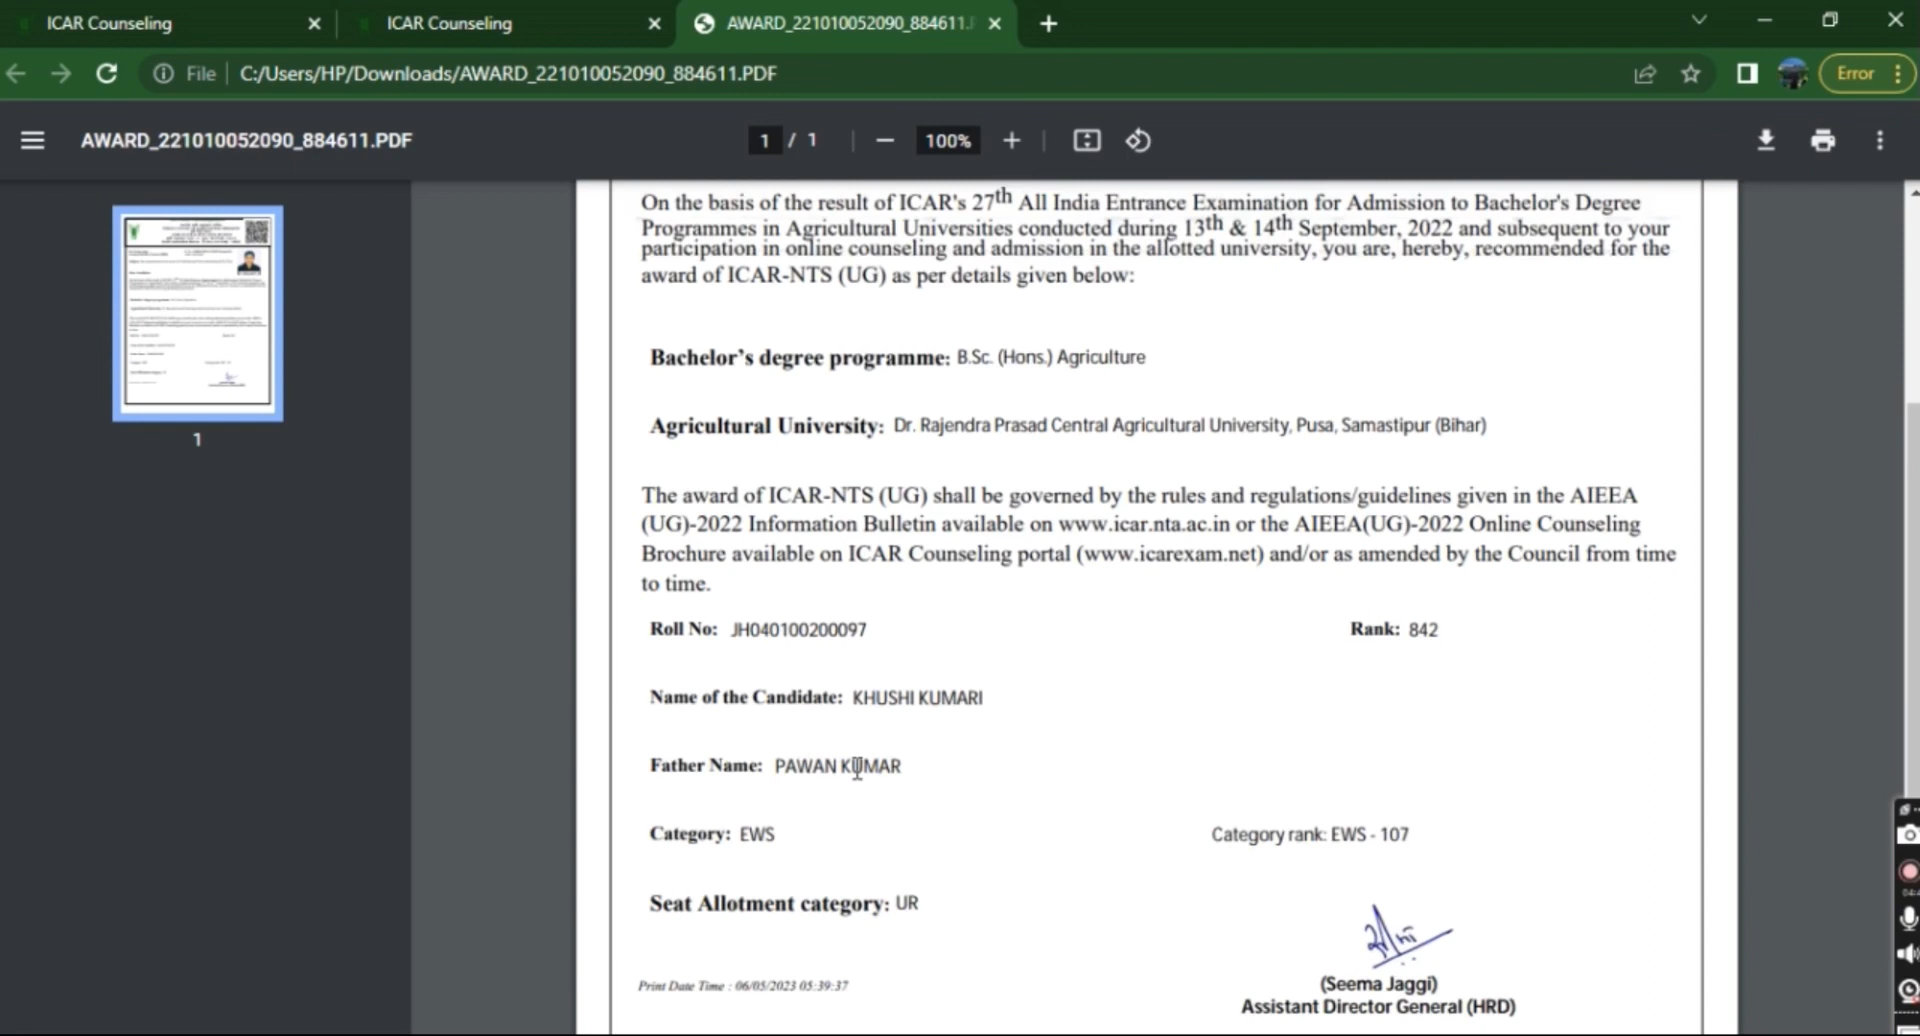 ICAR Counseling
ICAR Counseling
AWARD_221010052090_884611.
File C:/Users/HP/Downloads/AWARD_221010052090_884611.PDF
Error
AWARD_221010052090_884611.PDF
1 / 1
100%
On the basis of the result of ICAR's 27th All India Entrance Examination for Admission to Bachelor's Degree
Programmes in Agricultural Universities conducted during 13th & 14th September, 2022 and subsequent to your
participation in online counseling and admission in the allotted university, you are, hereby, recommended for the
award of ICAR-NTS (UG) as per details given below:
Bachelor's degree programme: B.Sc. (Hons.) Agriculture
Agricultural University: Dr. Rajendra Prasad Central Agricultural University, Pusa, Samastipur (Bihar)
The award of ICAR-NTS (UG) shall be governed by the rules and regulations/guidelines given in the AIEEA
(UG)-2022 Information Bulletin available on www.icar.nta.ac.in or the AIEEA(UG)-2022 Online Counseling
Brochure available on ICAR Counseling portal (www.icarexam.net) and/or as amended by the Council from time
to time.
Roll No: JH040100200097 Rank: 842
Name of the Candidate: KHUSHI KUMARI
Father Name: PAWAN KUMAR
Category: EWS Category rank: EWS - 107
Seat Allotment category: UR
Print Date Time : 06/05/2023 05:39:37
(Seema Jaggi)
Assistant Director General (HRD)
1